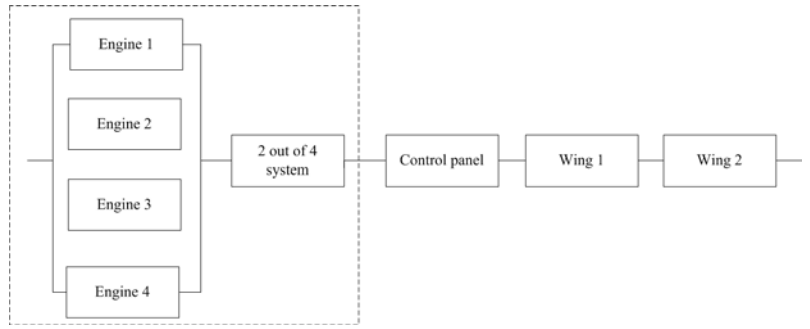 Engine 1
Engine 2
Engine 3
Engine 4
2 out of 4
system
Control panel
Wing 1
Wing 2